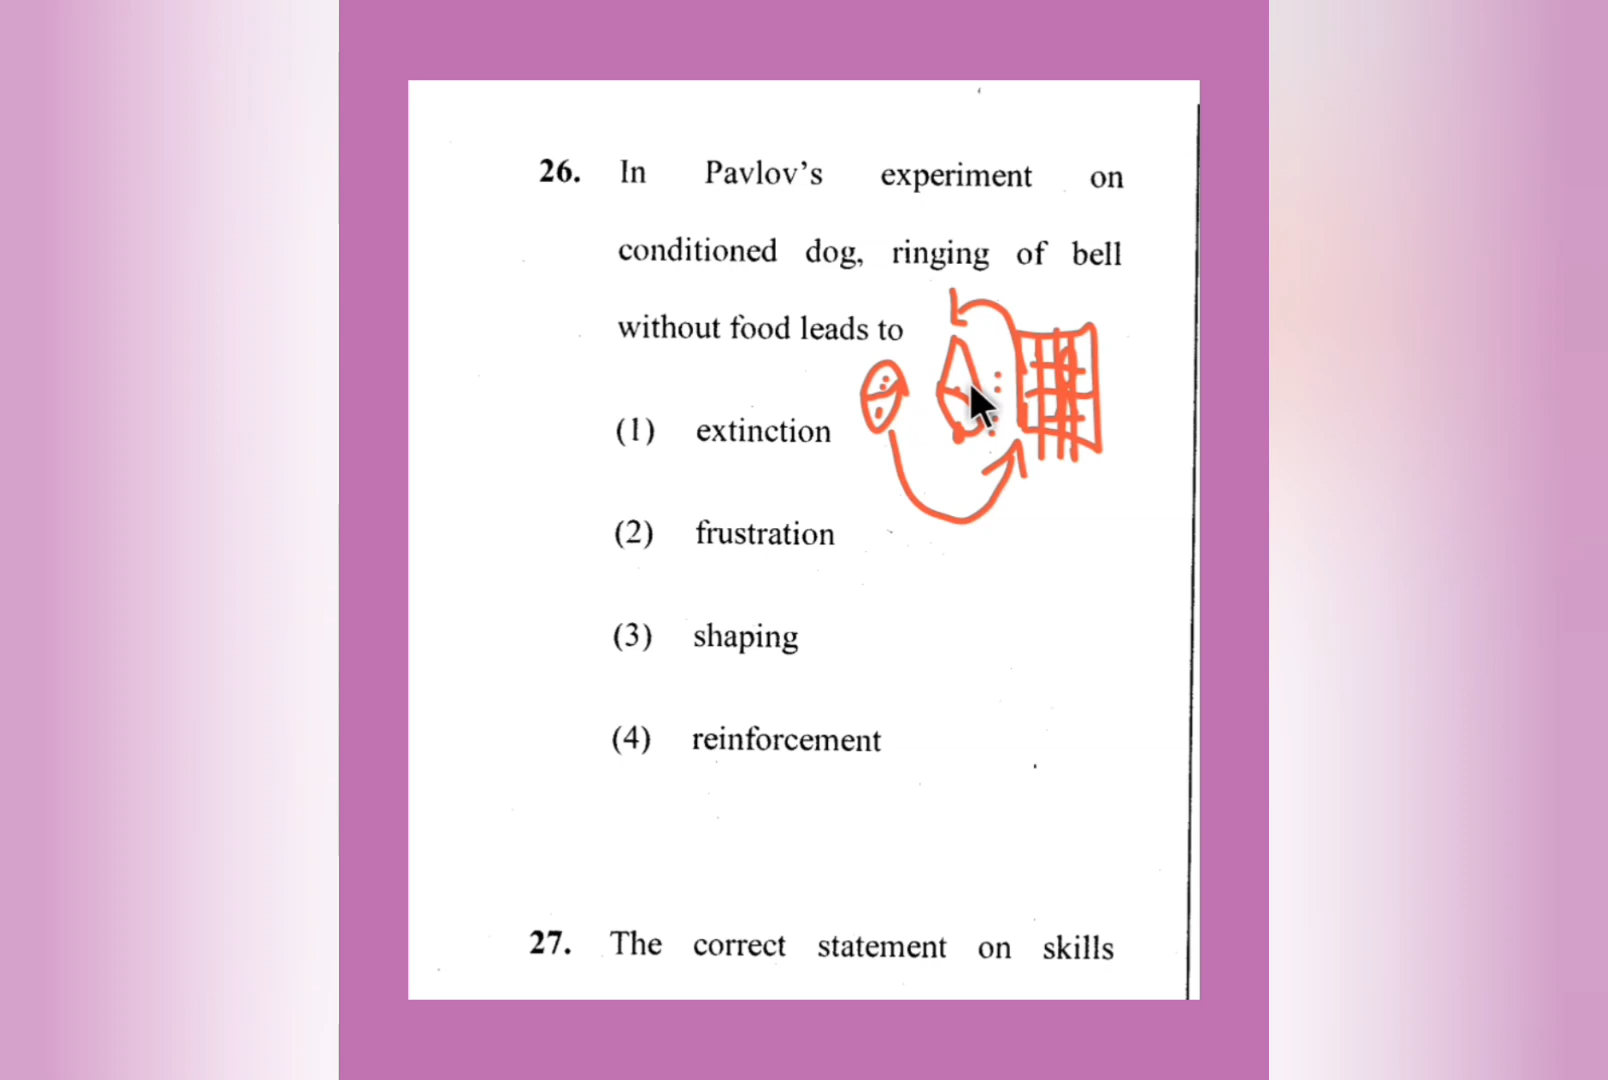 26. In Pavlov's experiment on
conditioned dog, ringing of bell
without food leads to
(1) extinction
(2) frustration
(3) shaping
(4) reinforcement
27. The correct statement on skills